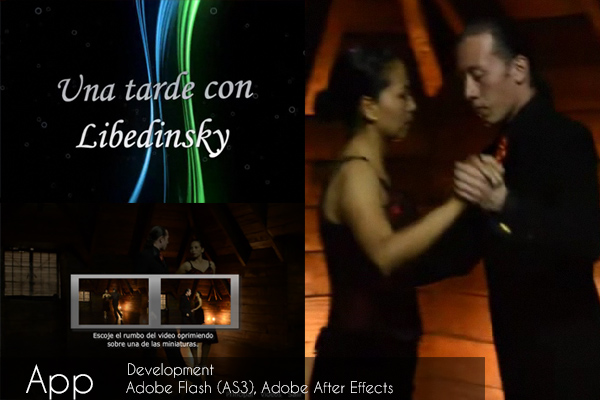 Una tarde con
Libedinsky
Escoje el rumbo del video oprimiendo
sobre una de las miniaturas.
App
Development
Adobe Flash (AS3), Adobe After Effects